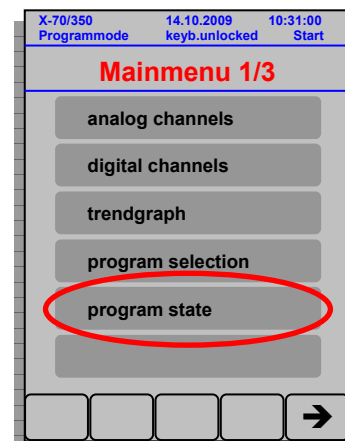 X-70/350 14.10.2009 10:31:00
Programmode keyb.unlocked Start
Mainmenu 1/3
analog channels
digital channels
trendgraph
program selection
program state